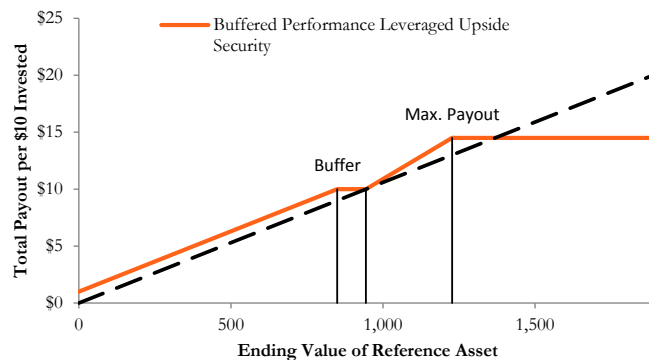 $25
Buffered Performance Leveraged Upside
Security
$20
$15
$10
$5
$0
Total Payout per $10 Invested
Max. Payout
Buffer
0
500
1,000
1,500
Ending Value of Reference Asset